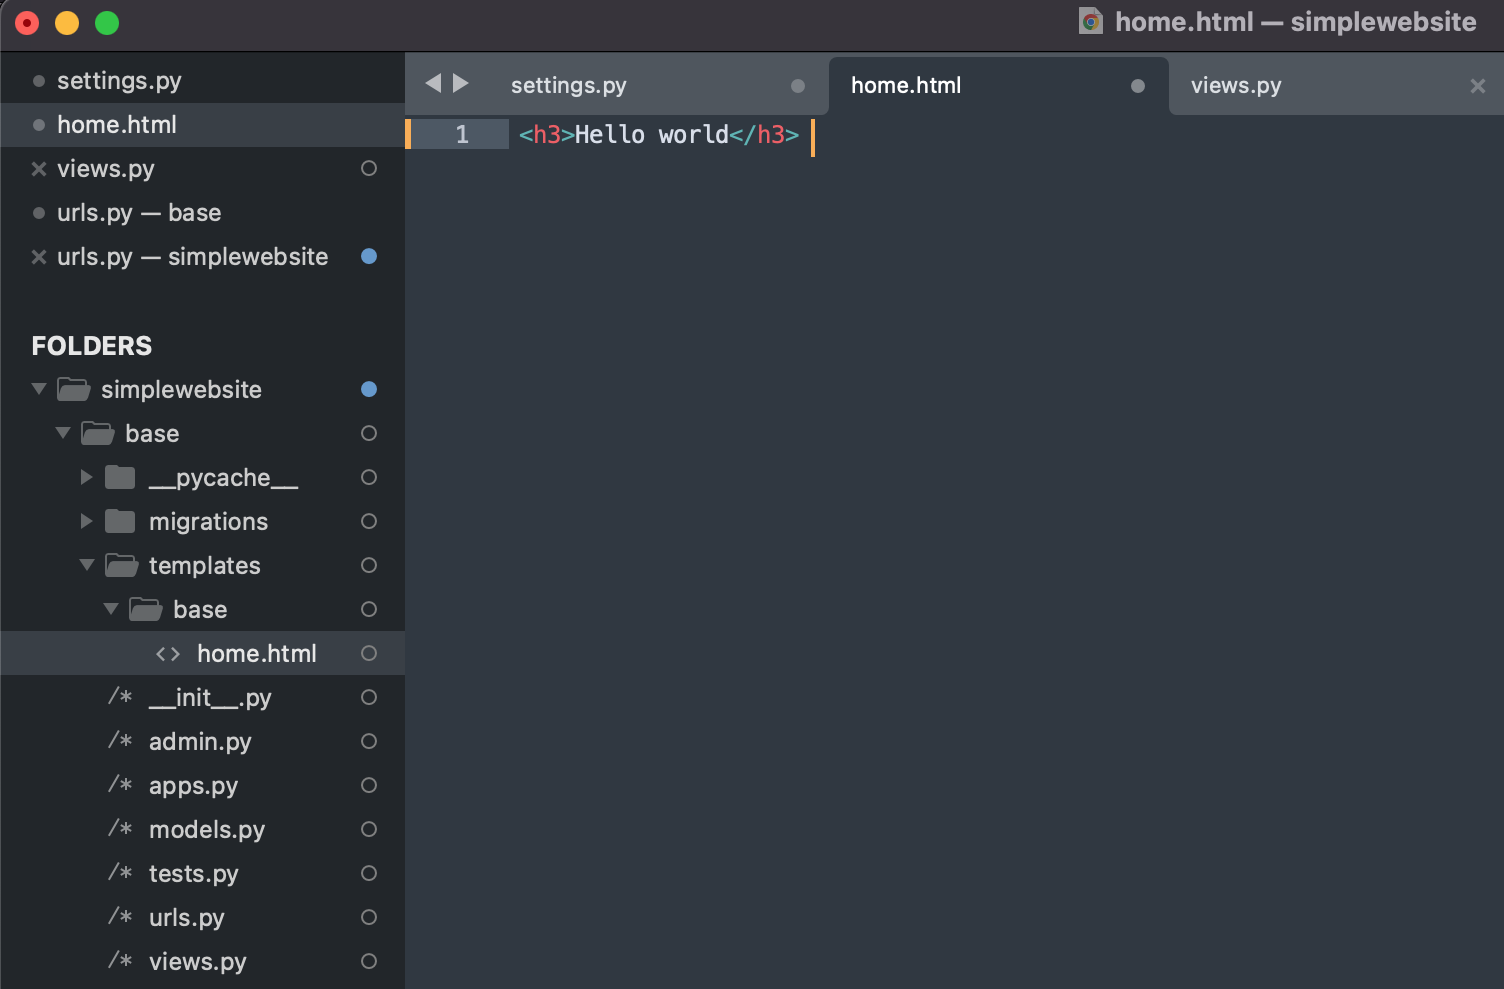 home.html — simplewebsite
settings.py
home.html
views.py
urls.py — base
urls.py — simplewebsite
FOLDERS
simplewebsite
base
__pycache__
migrations
templates
base
<> home.html
/* __init__.py
/* admin.py
/* apps.py
/* models.py
/* tests.py
/* urls.py
/* views.py
settings.py home.html views.py
1 <h3>Hello world</h3>